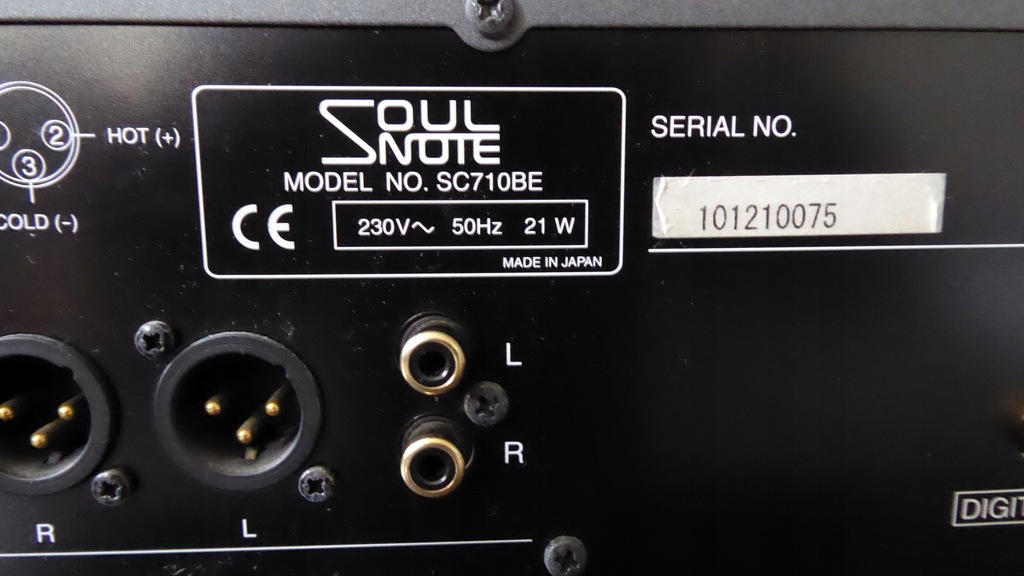 2 HOT (+)
3
COLD (-)
SOUL
NOTE
MODEL NO. SC710BE
CE
230V～ 50Hz 21 W
MADE IN JAPAN
SERIAL NO.
101210075
L
R
R
L
DIGIT